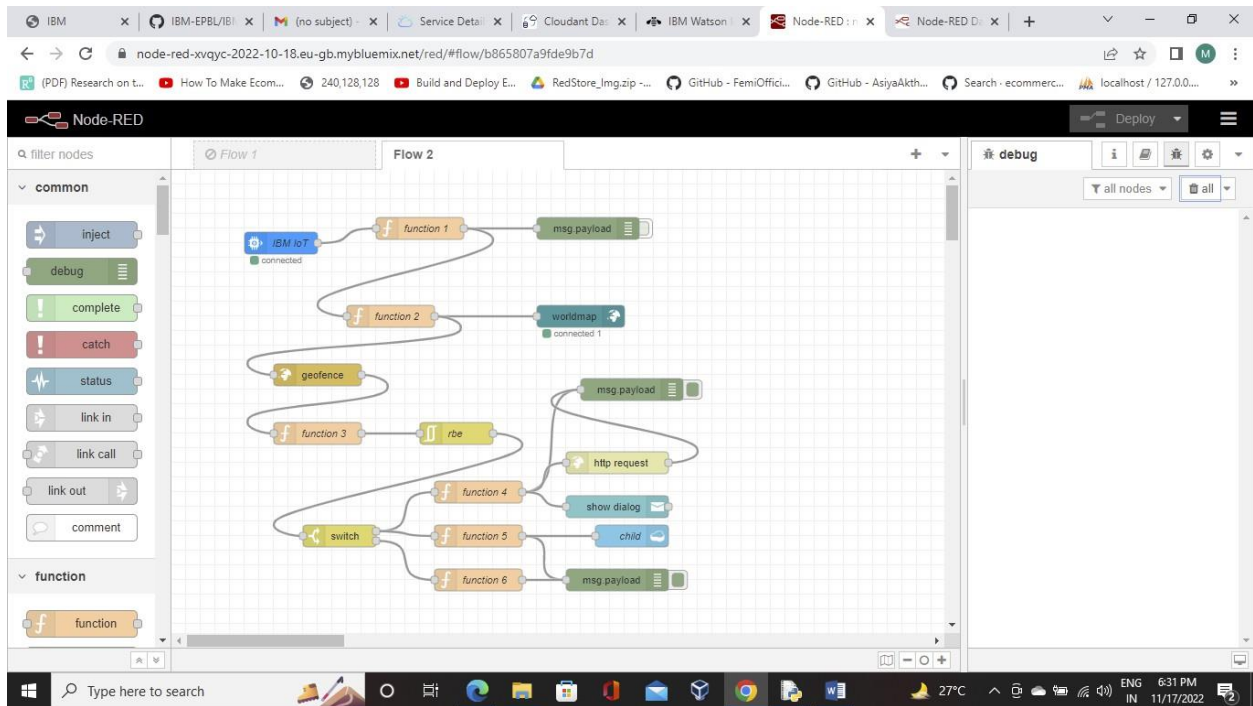 IBM
IBM-EPBL/IBM
(no subject) -
Service Detail
Cloudant Das
IBM Watson
Node-RED : n
Node-RED Da
node-red-xvqyc-2022-10-18.eu-gb.mybluemix.net/red/#flow/b865807a9fde9b7d
M
(PDF) Research on t...
How To Make Ecom...
240,128,128
Build and Deploy E...
RedStore_Img.zip -...
GitHub - FemiOffici...
GitHub - AsiyaAkth...
Search · ecommerc...
localhost / 127.0.0....
»
Node-RED
Deploy
filter nodes
Flow 1
Flow 2
debug
common
all nodes
all
inject
debug
complete
catch
status
link in
link call
link out
comment
function
function
IBM IoT
connected
function 1
msg.payload
function 2
worldmap
connected 1
geofence
msg.payload
function 3
rbe
http request
function 4
show dialog
switch
function 5
child
function 6
msg.payload
Type here to search
27°C
ENG
IN
6:31 PM
11/17/2022